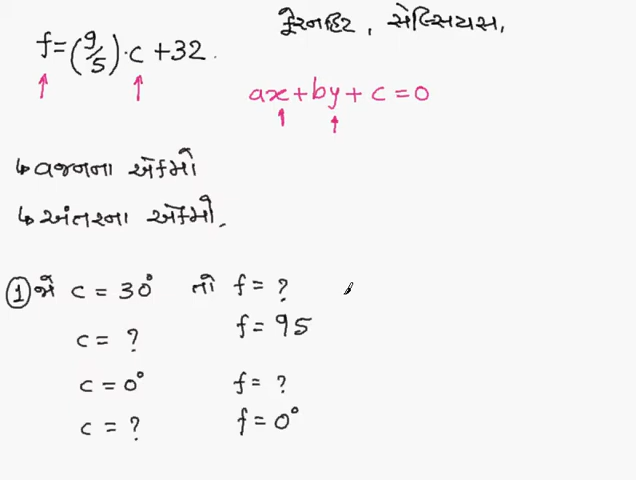 ફેરનહિટ , સેલ્સિયસ,
f = (9/5) · c + 32 .
ax + by + c = 0
↳ વજનના એકમો
↳ અંતરના એકમો.
① જો c = 30° તો f = ?
c = ? f = 95
c = 0° f = ?
c = ? f = 0°